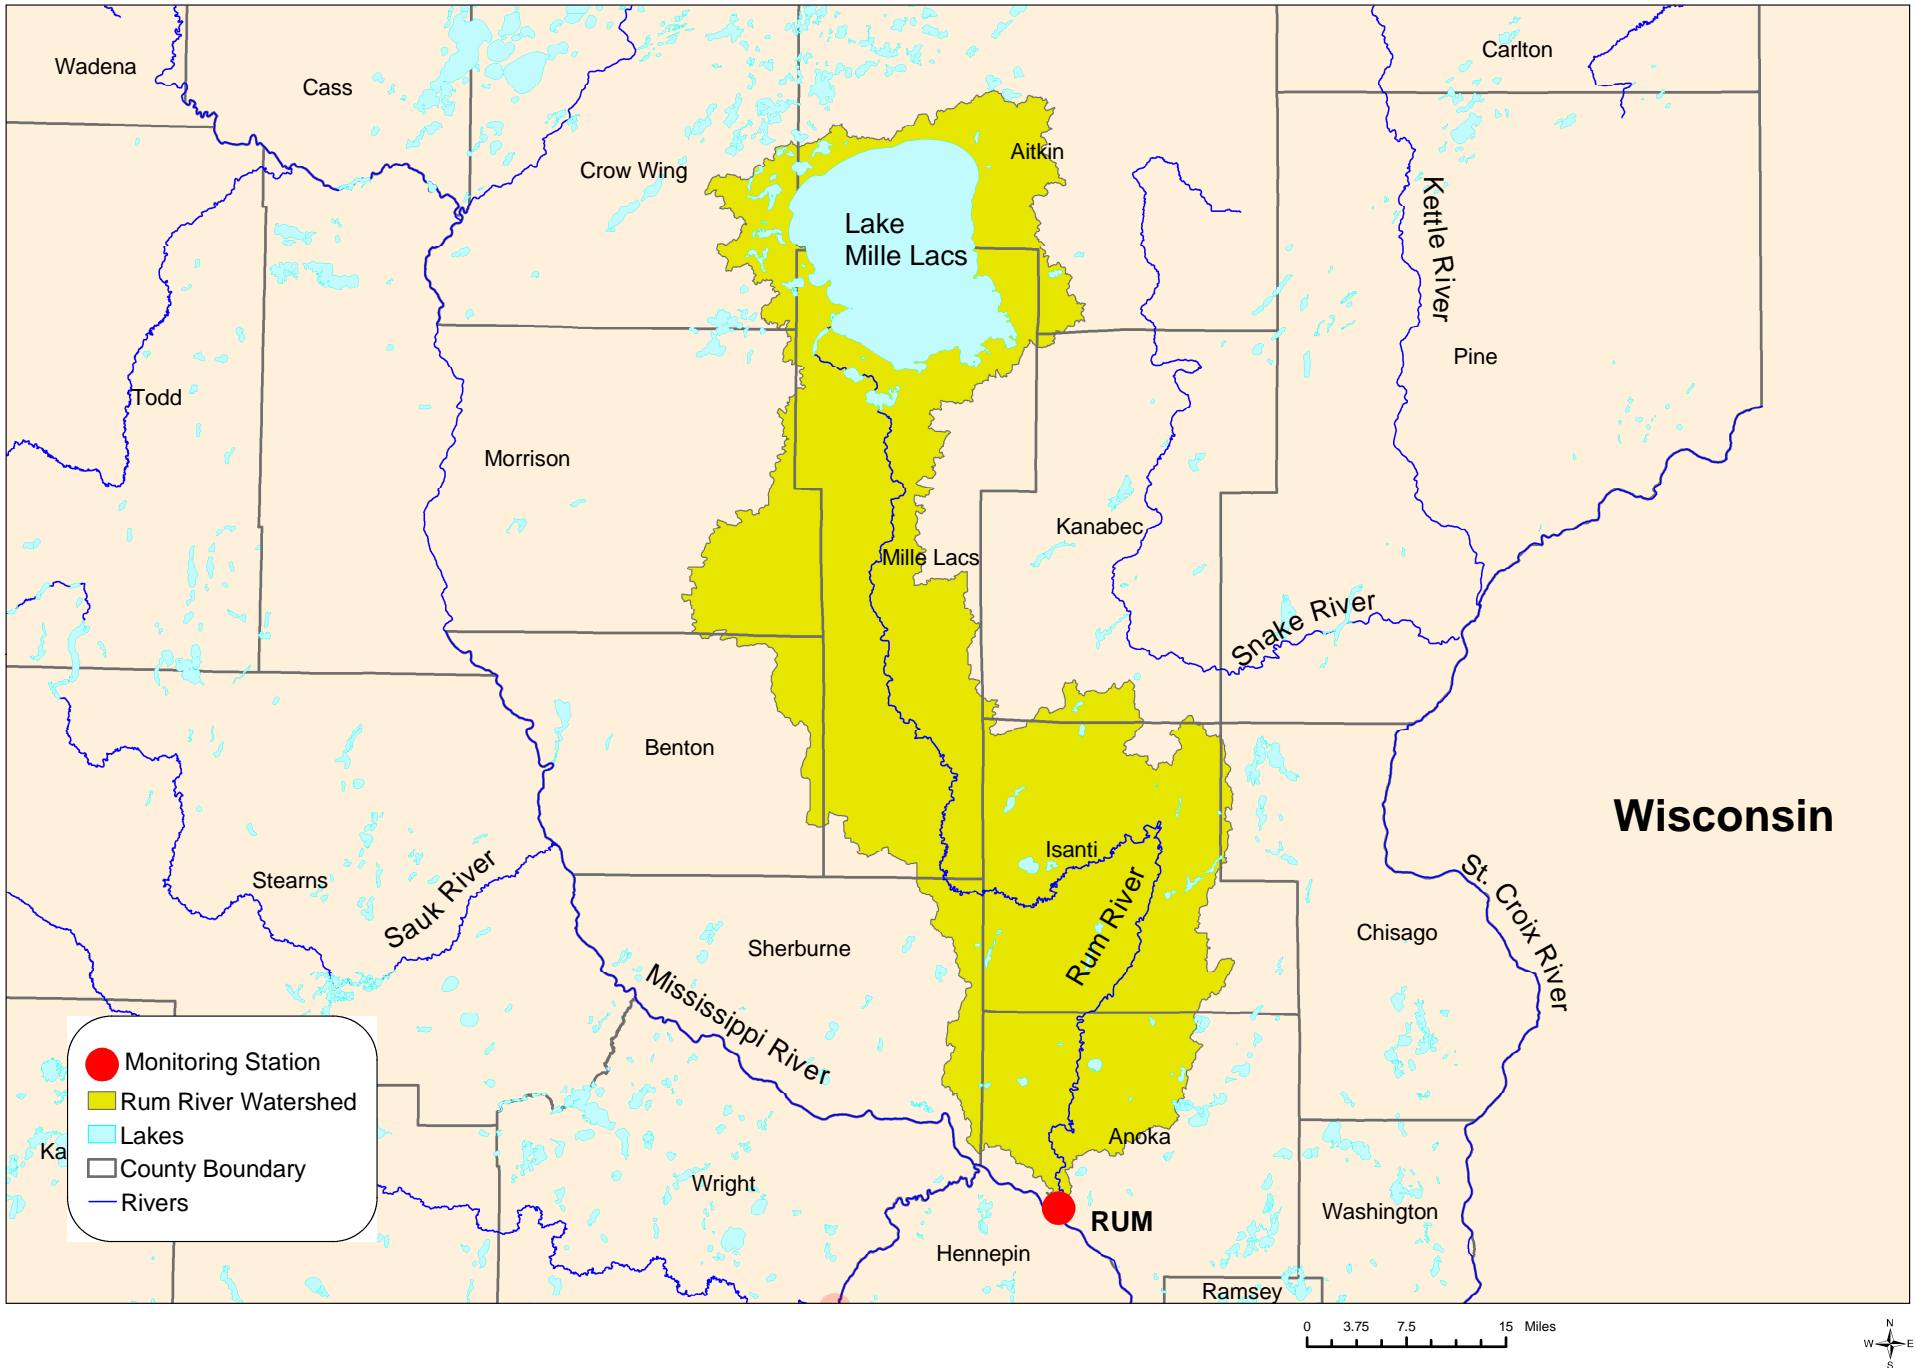 Wadena
Cass
Carlton
Crow Wing
Aitkin
Lake
Mille Lacs
Kettle River
Pine
Todd
Morrison
Kanabec
Mille Lacs
Snake River
Benton
Wisconsin
Isanti
Stearns
Sauk River
Rum River
St. Croix River
Chisago
Sherburne
Mississippi River
Monitoring Station
Rum River Watershed
Lakes
County Boundary
Rivers
Ka
Anoka
Wright
RUM
Washington
Hennepin
Ramsey
0 3.75 7.5 15 Miles
N
W E
S